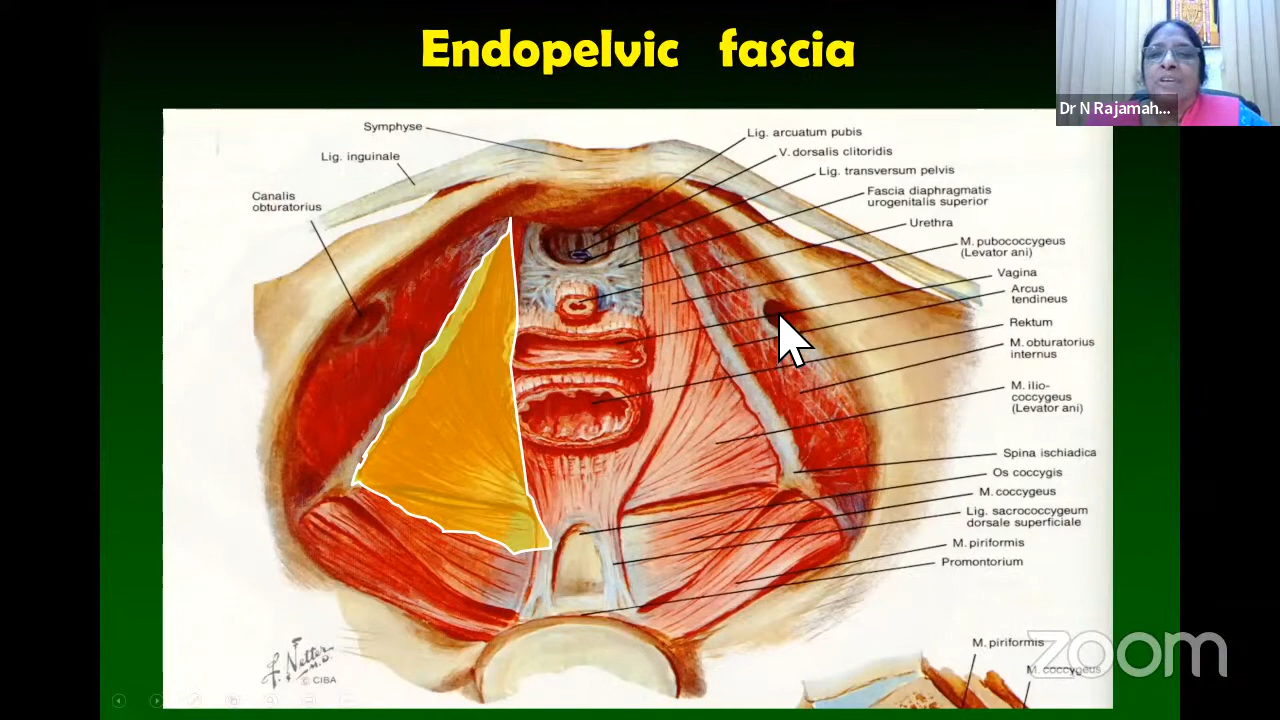 Endopelvic fascia
Dr N Rajamah...
Symphyse
Lig. inguinale
Canalis
obturatorius
Lig. arcuatum pubis
V. dorsalis clitoridis
Lig. transversum pelvis
Fascia diaphragmatis
urogenitalis superior
Urethra
M. pubococcygeus
(Levator ani)
Vagina
Arcus
tendineus
Rektum
M. obturatorius
internus
M. ilio-
coccygeus
(Levator ani)
Spina ischiadica
Os coccygis
M. coccygeus
Lig. sacrococcygeum
dorsale superficiale
M. piriformis
Promontorium
F. Netter
M.D.
© CIBA
M. piriformis
M. coccygeus
zoom